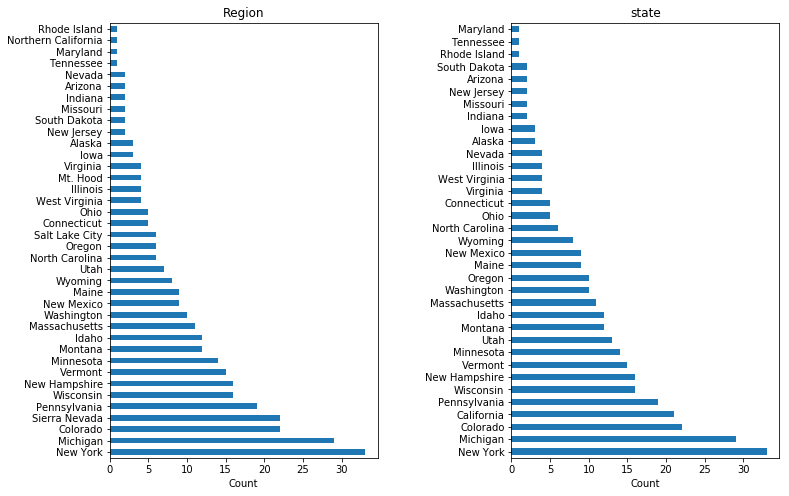 Region
Rhode Island
Northern California
Maryland
Tennessee
Nevada
Arizona
Indiana
Missouri
South Dakota
New Jersey
Alaska
Iowa
Virginia
Mt. Hood
Illinois
West Virginia
Ohio
Connecticut
Salt Lake City
Oregon
North Carolina
Utah
Wyoming
Maine
New Mexico
Washington
Massachusetts
Idaho
Montana
Minnesota
Vermont
New Hampshire
Wisconsin
Pennsylvania
Sierra Nevada
Colorado
Michigan
New York
0 5 10 15 20 25 30
Count
state
Maryland
Tennessee
Rhode Island
South Dakota
Arizona
New Jersey
Missouri
Indiana
Iowa
Alaska
Nevada
Illinois
West Virginia
Virginia
Connecticut
Ohio
North Carolina
Wyoming
New Mexico
Maine
Oregon
Washington
Massachusetts
Idaho
Montana
Utah
Minnesota
Vermont
New Hampshire
Wisconsin
Pennsylvania
California
Colorado
Michigan
New York
0 5 10 15 20 25 30
Count